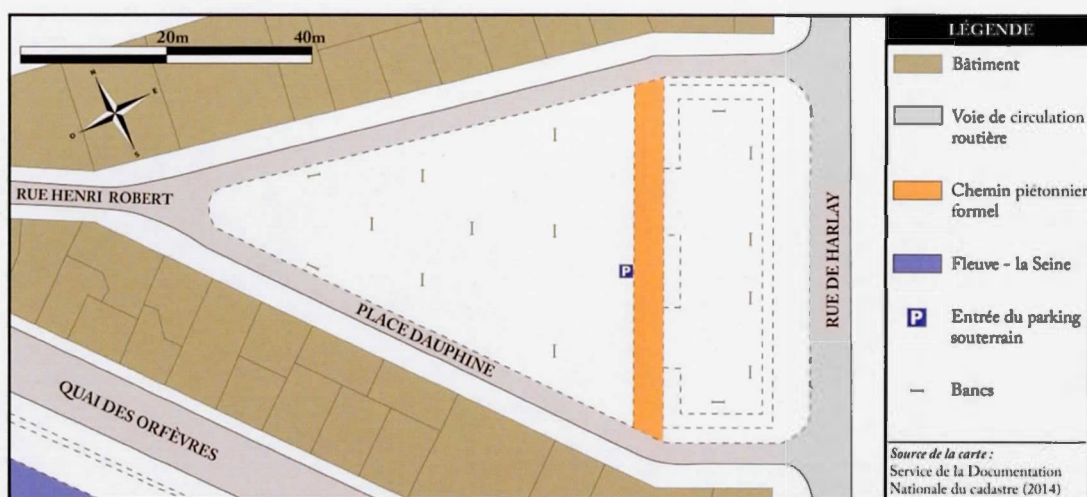 20m
40m
N
E
O
S
RUE HENRI ROBERT
PLACE DAUPHINE
QUAI DES ORFÈVRES
RUE DE HARLAY
P
LÉGENDE
Bâtiment
Voie de circulation
routière
Chemin piétonnier
formel
Fleuve - la Seine
P
Entrée du parking
souterrain
Bancs
Source de la carte :
Service de la Documentation
Nationale du cadastre (2014)